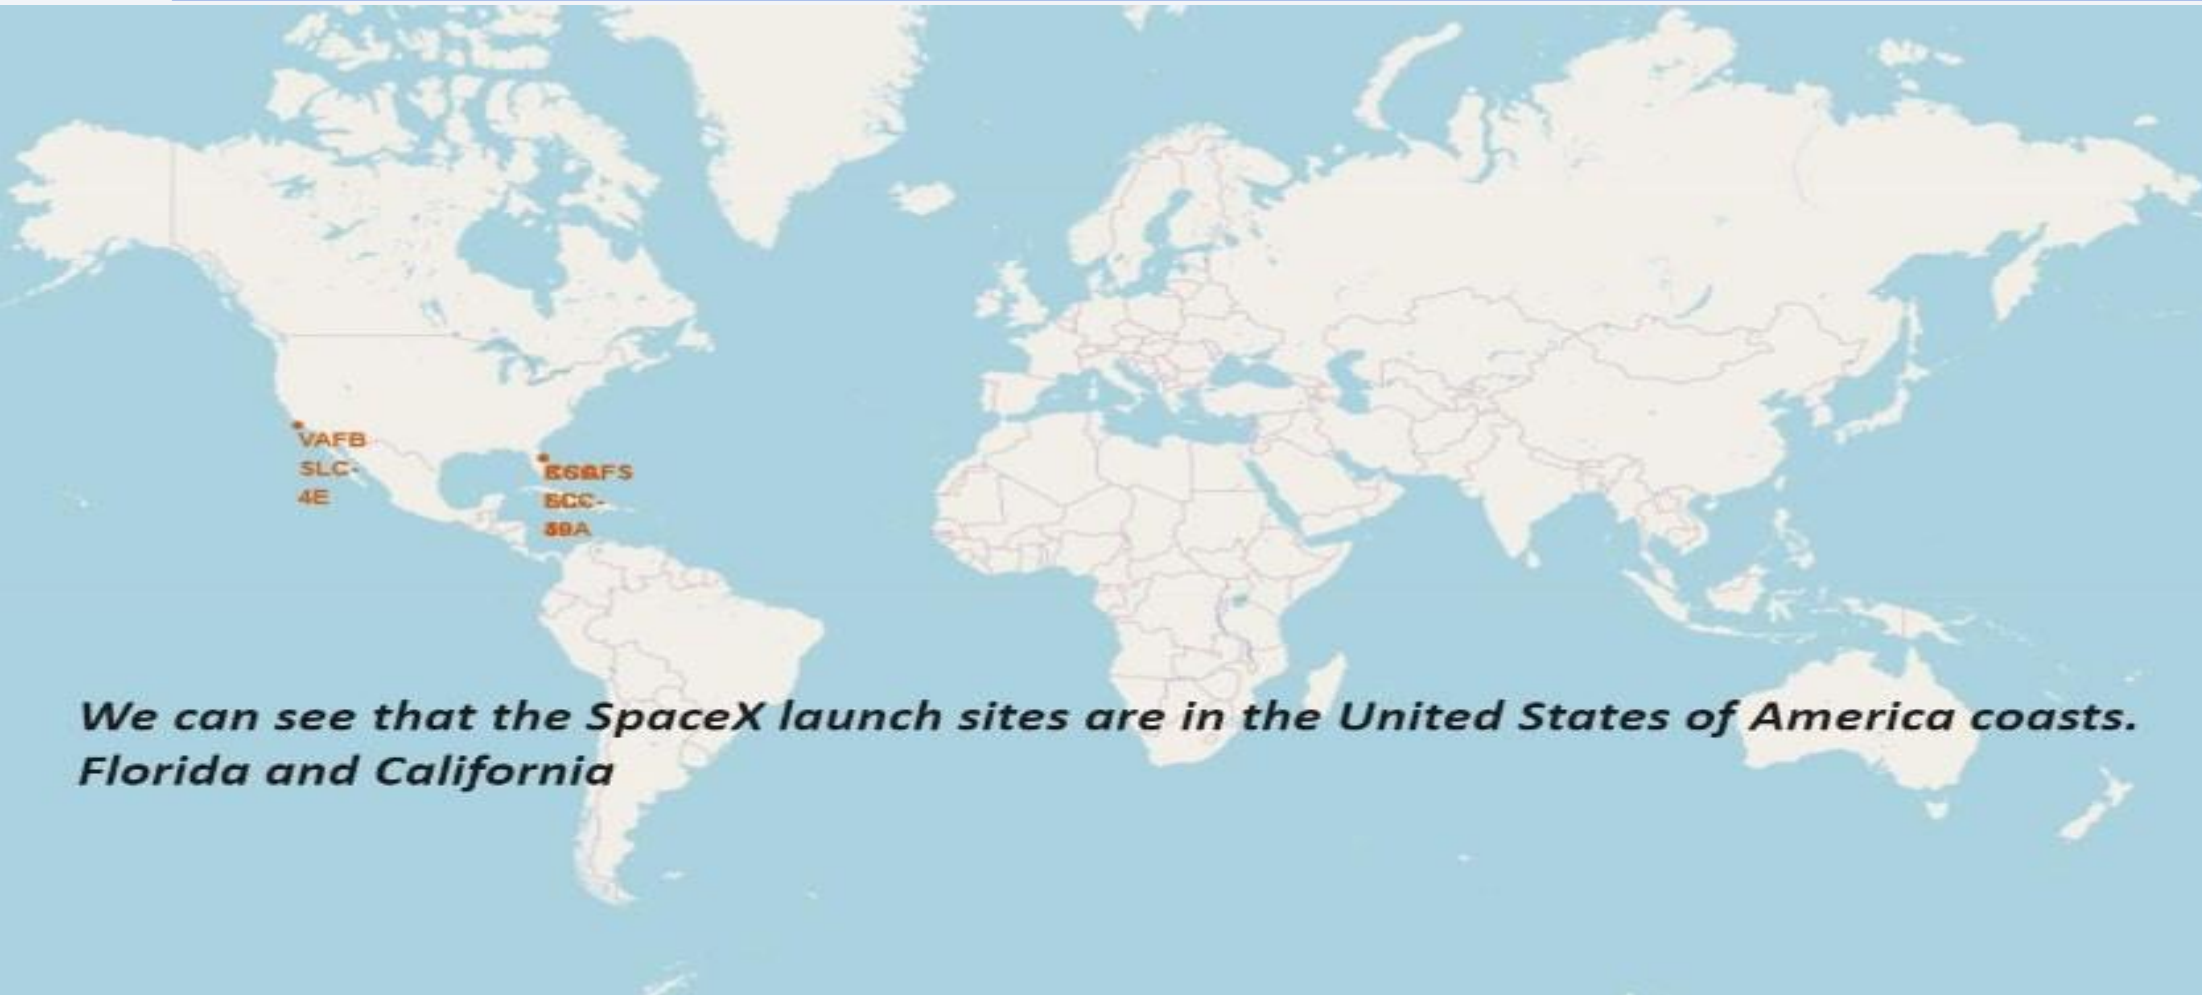 VAFB
SLC-
4E
We can see that the SpaceX launch sites are in the United States of America coasts.
Florida and California